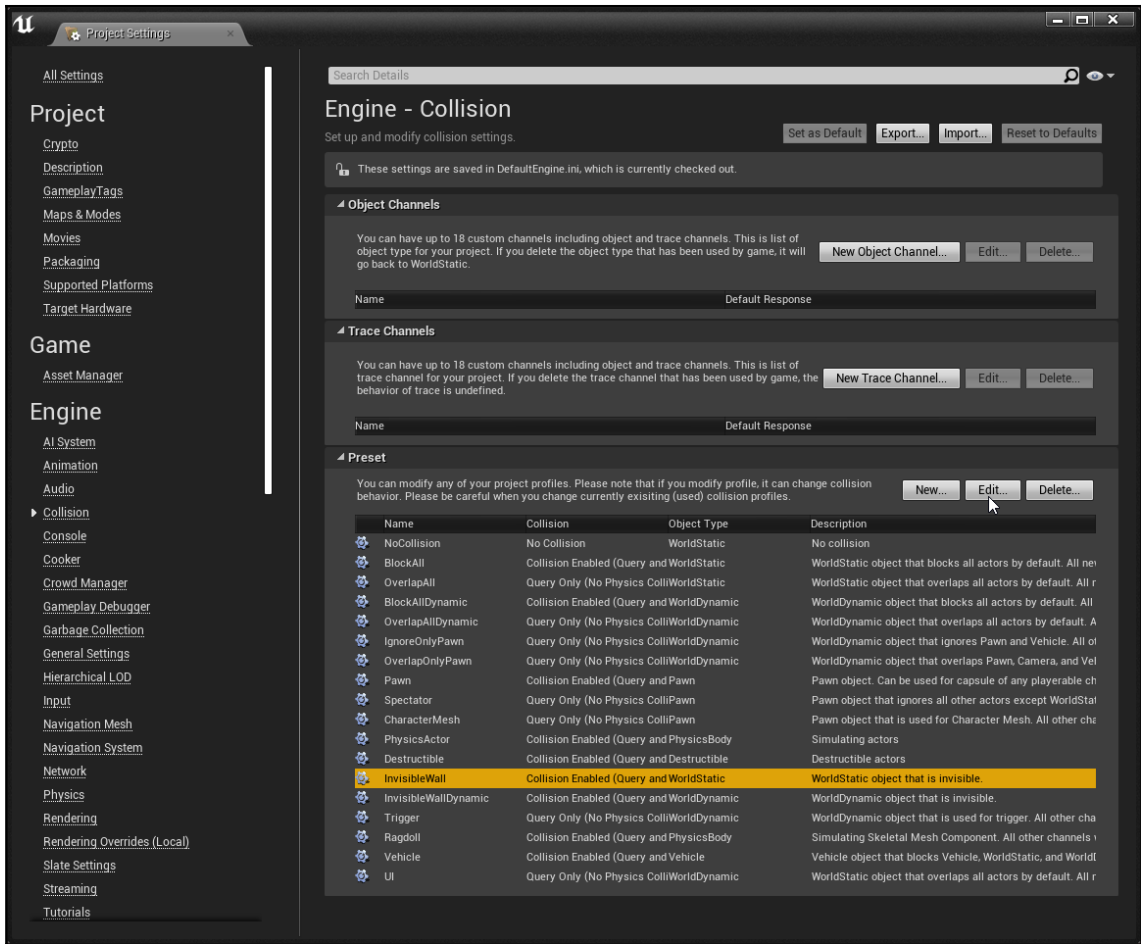 Project Settings
All Settings
Project
Crypto
Description
GameplayTags
Maps & Modes
Movies
Packaging
Supported Platforms
Target Hardware
Game
Asset Manager
Engine
AI System
Animation
Audio
Collision
Console
Cooker
Crowd Manager
Gameplay Debugger
Garbage Collection
General Settings
Hierarchical LOD
Input
Navigation Mesh
Navigation System
Network
Physics
Rendering
Rendering Overrides (Local)
Slate Settings
Streaming
Tutorials
Search Details
Engine - Collision
Set up and modify collision settings.
Set as Default Export... Import... Reset to Defaults
These settings are saved in DefaultEngine.ini, which is currently checked out.
Object Channels
You can have up to 18 custom channels including object and trace channels. This is list of
object type for your project. If you delete the object type that has been used by game, it will
go back to WorldStatic.
New Object Channel... Edit... Delete...
Name Default Response
Trace Channels
You can have up to 18 custom channels including object and trace channels. This is list of
trace channel for your project. If you delete the trace channel that has been used by game, the
behavior of trace is undefined.
New Trace Channel... Edit... Delete...
Name Default Response
Preset
You can modify any of your project profiles. Please note that if you modify profile, it can change collision
behavior. Please be careful when you change currently exisiting (used) collision profiles.
New... Edit... Delete...
Name Collision Object Type Description
NoCollision No Collision WorldStatic No collision
BlockAll Collision Enabled (Query and WorldStatic WorldStatic object that blocks all actors by default. All nev
OverlapAll Query Only (No Physics Colli WorldStatic WorldStatic object that overlaps all actors by default. All r
BlockAllDynamic Collision Enabled (Query and WorldDynamic WorldDynamic object that blocks all actors by default. All
OverlapAllDynamic Query Only (No Physics Colli WorldDynamic WorldDynamic object that overlaps all actors by default. A
IgnoreOnlyPawn Query Only (No Physics Colli WorldDynamic WorldDynamic object that ignores Pawn and Vehicle. All ot
OverlapOnlyPawn Query Only (No Physics Colli WorldDynamic WorldDynamic object that overlaps Pawn, Camera, and Vel
Pawn Collision Enabled (Query and Pawn Pawn object. Can be used for capsule of any playerable ch
Spectator Query Only (No Physics Colli Pawn Pawn object that ignores all other actors except WorldStat
CharacterMesh Query Only (No Physics Colli Pawn Pawn object that is used for Character Mesh. All other cha
PhysicsActor Collision Enabled (Query and PhysicsBody Simulating actors
Destructible Collision Enabled (Query and Destructible Destructible actors
InvisibleWall Collision Enabled (Query and WorldStatic WorldStatic object that is invisible.
InvisibleWallDynamic Collision Enabled (Query and WorldDynamic WorldDynamic object that is invisible.
Trigger Query Only (No Physics Colli WorldDynamic WorldDynamic object that is used for trigger. All other cha
Ragdoll Collision Enabled (Query and PhysicsBody Simulating Skeletal Mesh Component. All other channels
Vehicle Collision Enabled (Query and Vehicle Vehicle object that blocks Vehicle, WorldStatic, and World
UI Query Only (No Physics Colli WorldDynamic WorldStatic object that overlaps all actors by default. All r